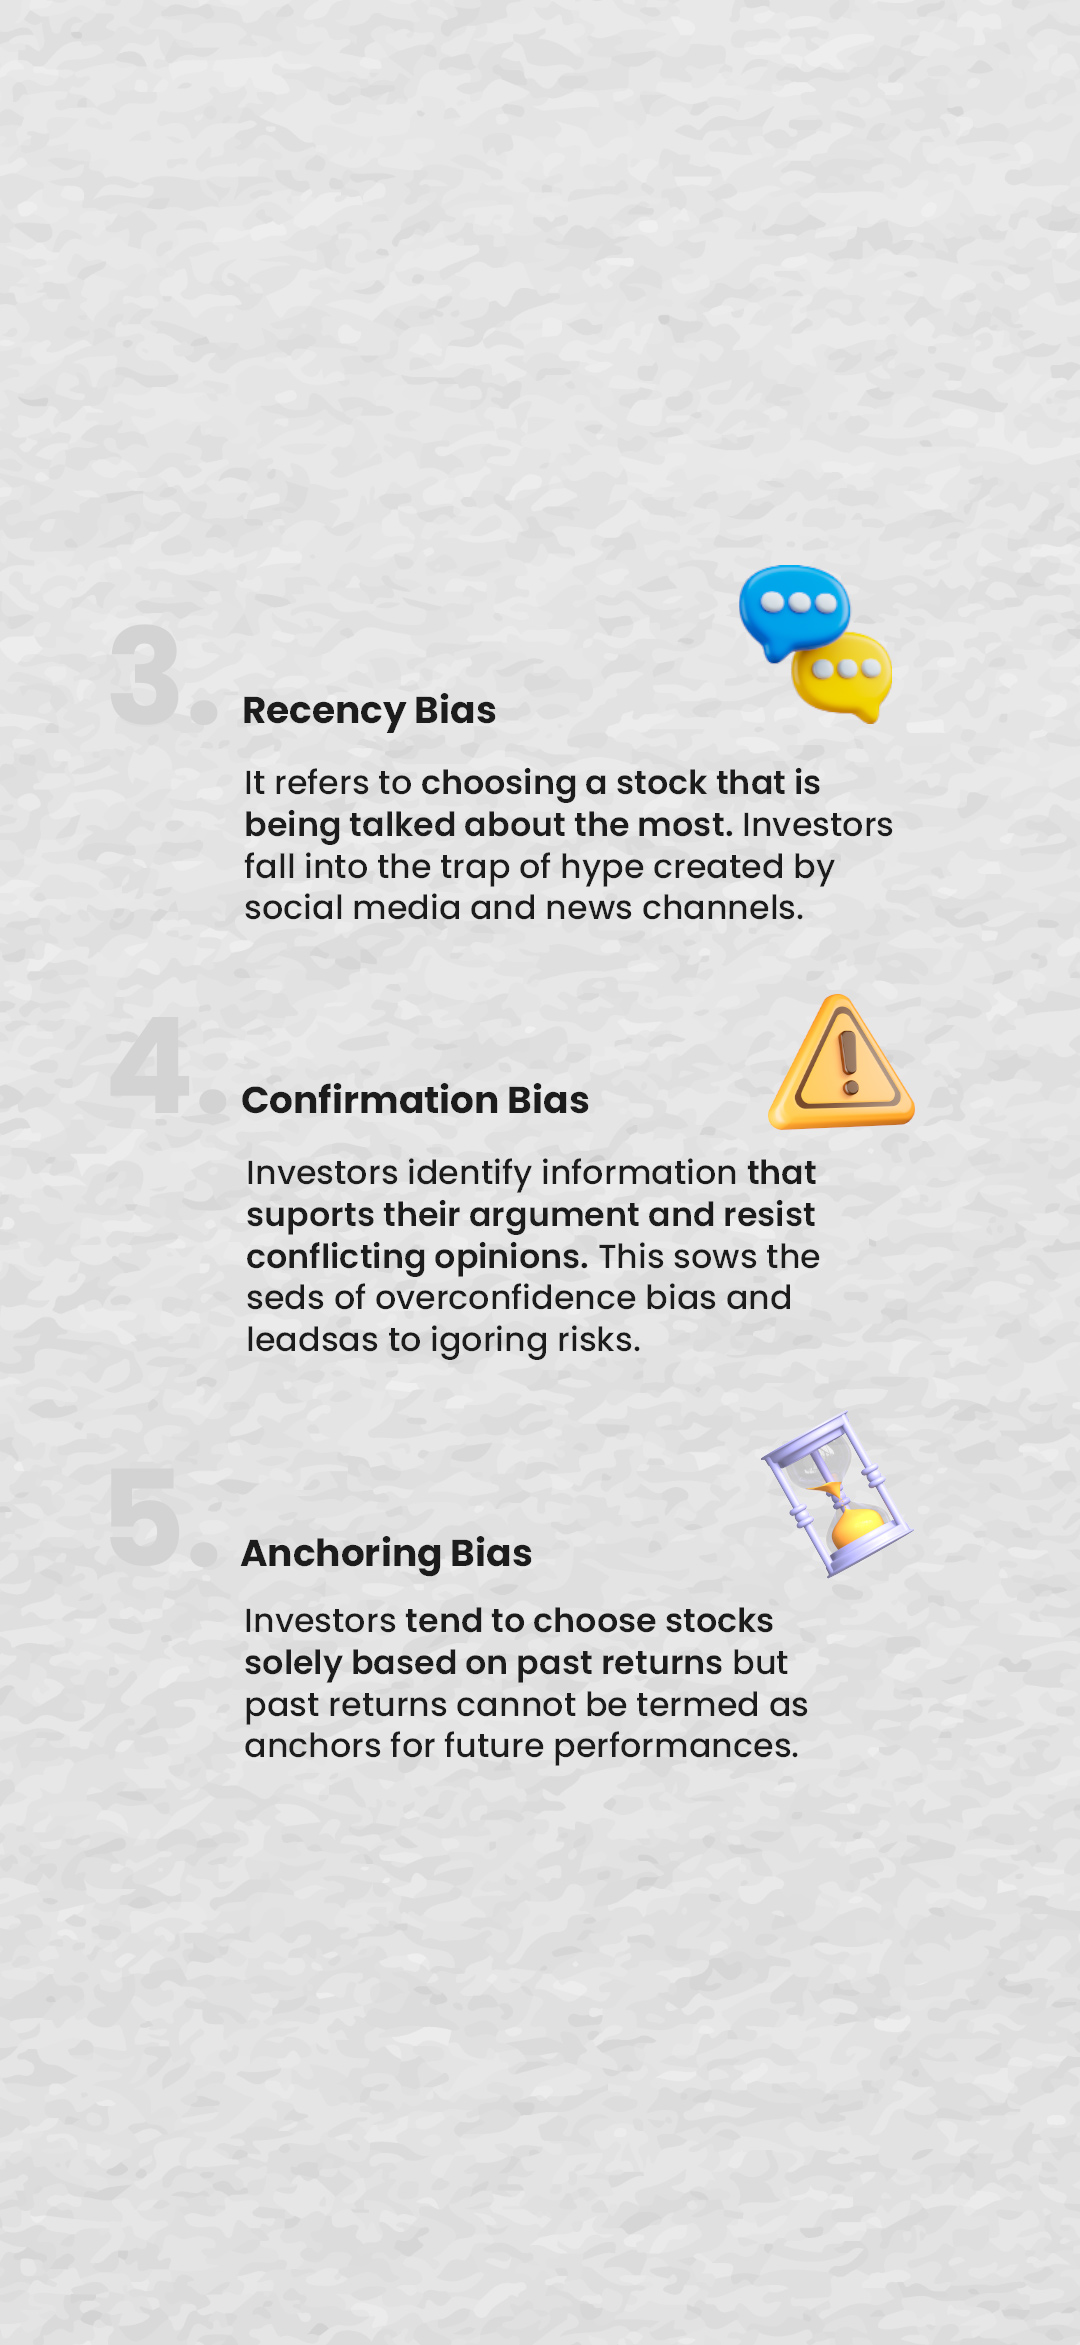 3.
Recency Bias
It refers to choosing a stock that is
being talked about the most. Investors
fall into the trap of hype created by
social media and news channels.
4.
Confirmation Bias
Investors identify information that
suports their argument and resist
conflicting opinions. This sows the
seds of overconfidence bias and
leadsas to igoring risks.
5.
Anchoring Bias
Investors tend to choose stocks
solely based on past returns but
past returns cannot be termed as
anchors for future performances.